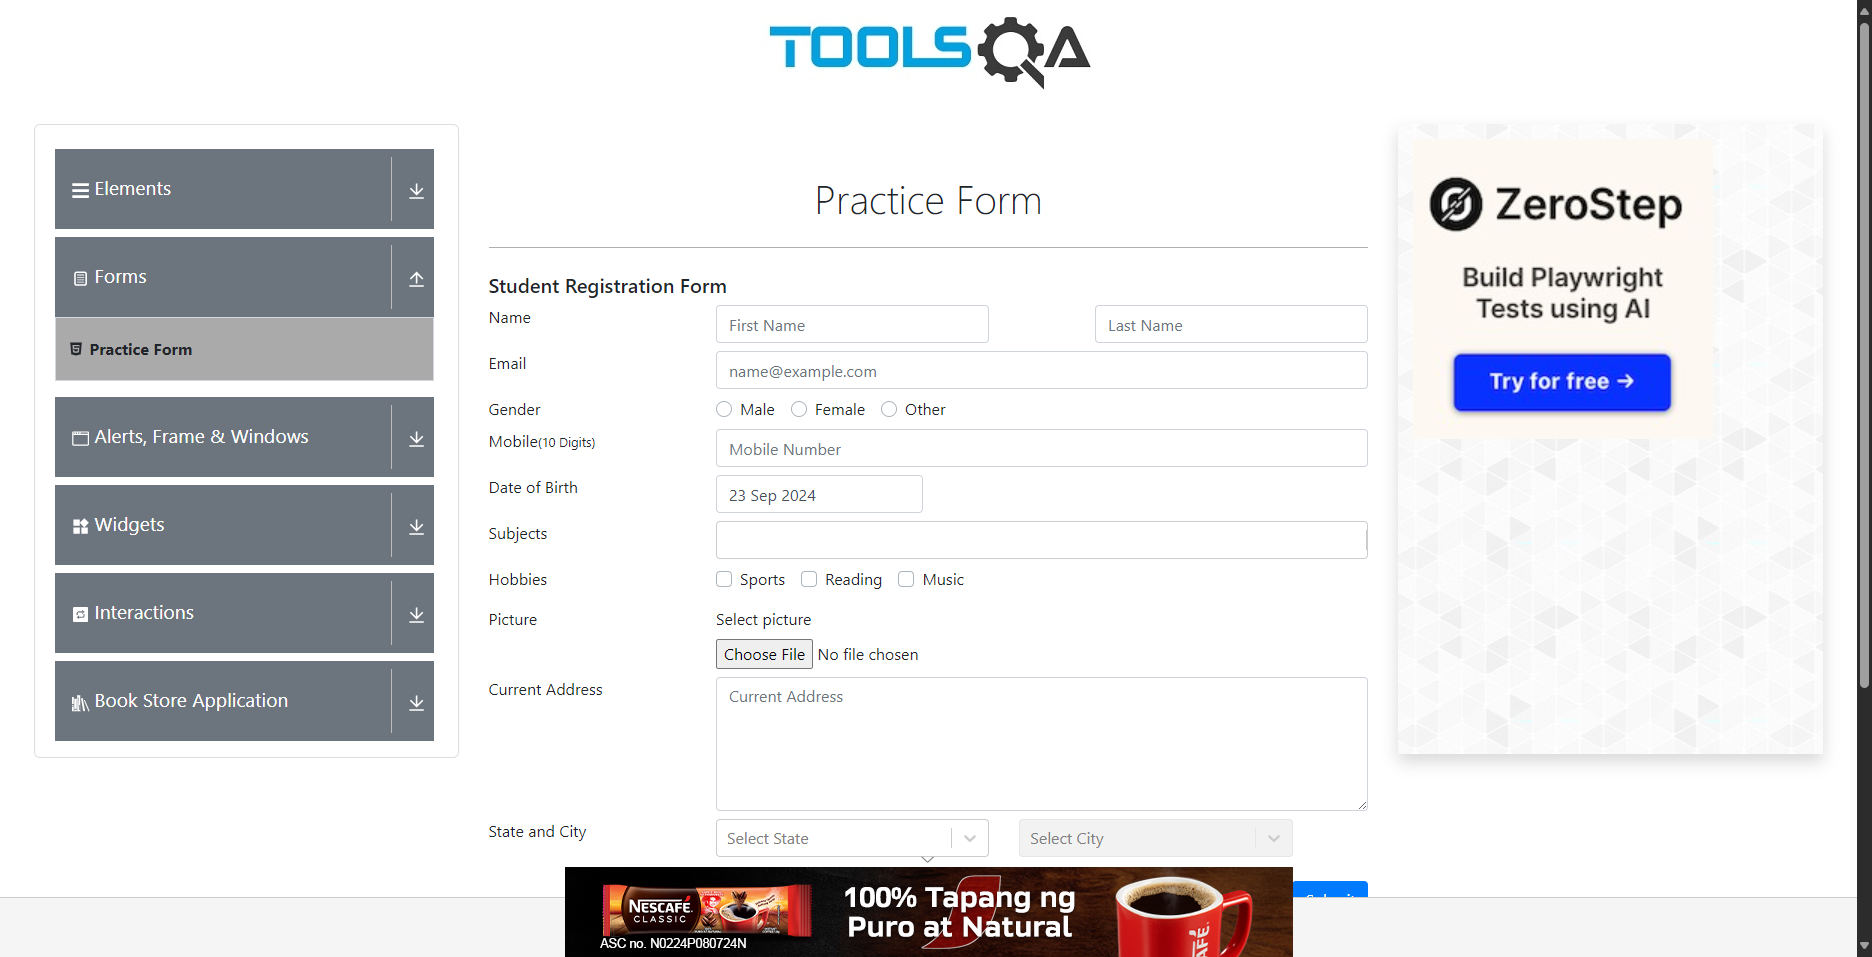 TOOLSQA
Elements
Forms
Practice Form
Alerts, Frame & Windows
Widgets
Interactions
Book Store Application
Practice Form
Student Registration Form
Name
First Name
Last Name
Email
name@example.com
Gender
Male
Female
Other
Mobile(10 Digits)
Mobile Number
Date of Birth
23 Sep 2024
Subjects
Hobbies
Sports
Reading
Music
Picture
Select picture
Choose File No file chosen
Current Address
Current Address
State and City
Select State
Select City
ZeroStep
Build Playwright
Tests using AI
Try for free →
NESCAFÉ
CLASSIC
ASC no. N0224P080724N
100% Tapang ng
Puro at Natural